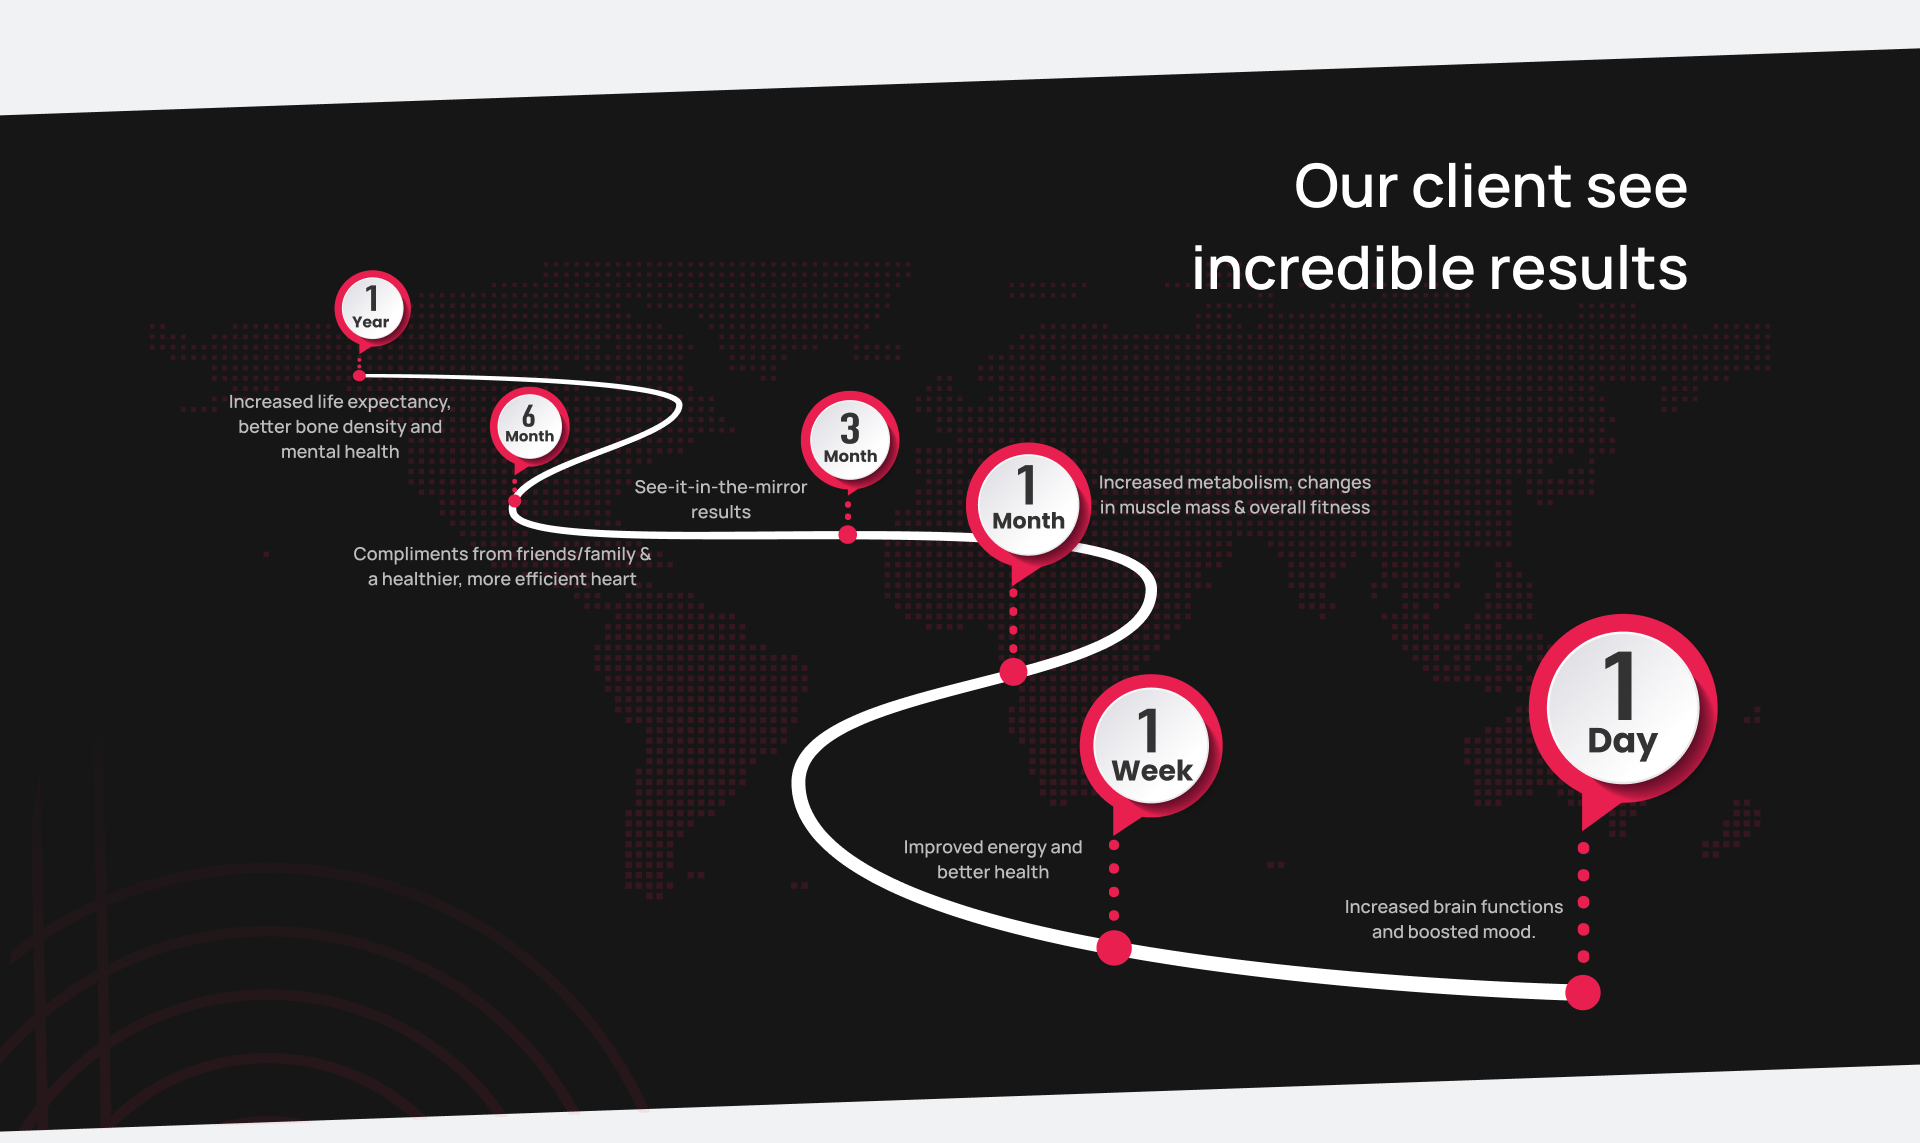 Our client see
incredible results
1
Year
Increased life expectancy,
better bone density and
mental health
6
Month
Compliments from friends/family &
a healthier, more efficient heart
3
Month
See-it-in-the-mirror
results
1
Month
Increased metabolism, changes
in muscle mass & overall fitness
1
Week
Improved energy and
better health
1
Day
Increased brain functions
and boosted mood.